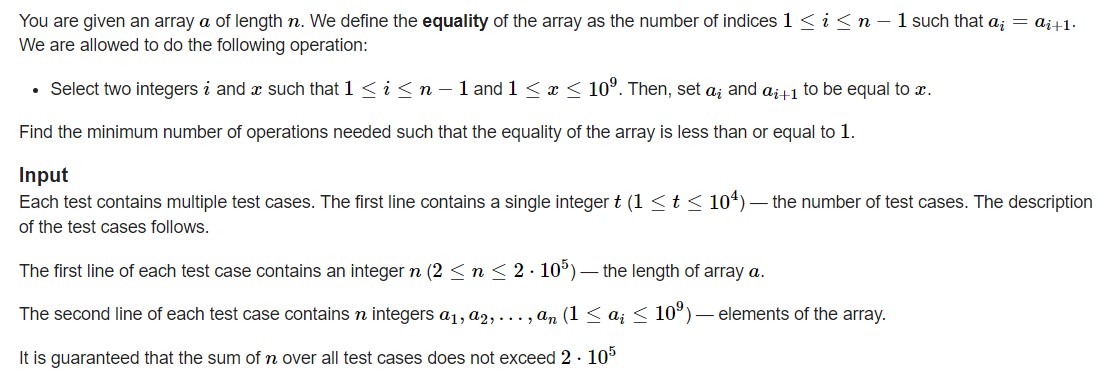 You are given an array a of length n. We define the equality of the array as the number of indices 1 ≤ i ≤ n − 1 such that a_i = a_{i+1}.
We are allowed to do the following operation:
• Select two integers i and x such that 1 ≤ i ≤ n − 1 and 1 ≤ x ≤ 10^9. Then, set a_i and a_{i+1} to be equal to x.
Find the minimum number of operations needed such that the equality of the array is less than or equal to 1.
Input
Each test contains multiple test cases. The first line contains a single integer t (1 ≤ t ≤ 10^4) — the number of test cases. The description
of the test cases follows.
The first line of each test case contains an integer n (2 ≤ n ≤ 2 · 10^5) — the length of array a.
The second line of each test case contains n integers a_1, a_2, . . . , a_n (1 ≤ a_i ≤ 10^9) — elements of the array.
It is guaranteed that the sum of n over all test cases does not exceed 2 · 10^5